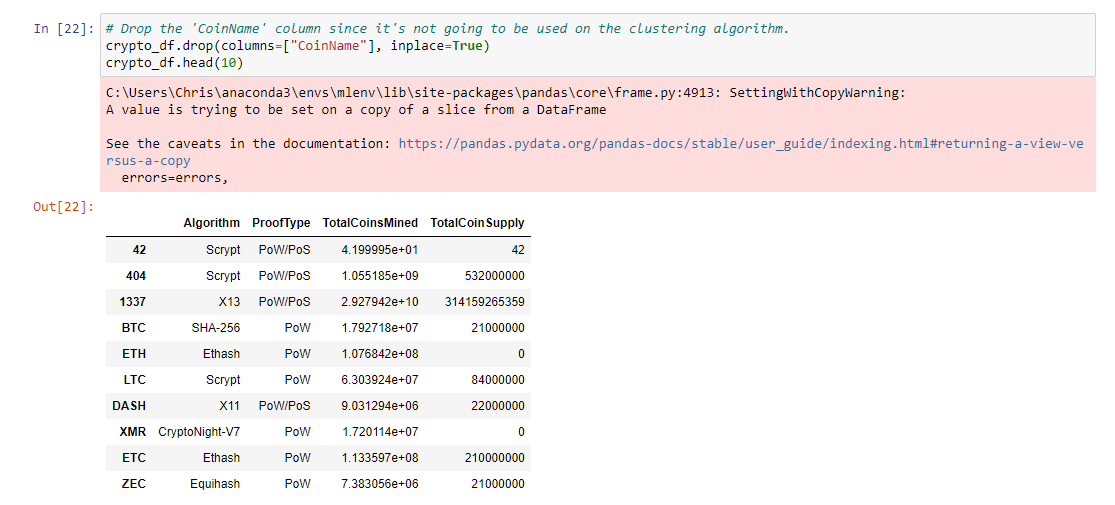 In [22]: # Drop the 'CoinName' column since it's not going to be used on the clustering algorithm.
crypto_df.drop(columns=["CoinName"], inplace=True)
crypto_df.head(10)
C:\Users\Chris\anaconda3\envs\mlenv\lib\site-packages\pandas\core\frame.py:4913: SettingWithCopyWarning:
A value is trying to be set on a copy of a slice from a DataFrame
See the caveats in the documentation: https://pandas.pydata.org/pandas-docs/stable/user_guide/indexing.html#returning-a-view-ve
rsus-a-copy
errors=errors,
Out[22]:
Algorithm ProofType TotalCoinsMined TotalCoinSupply
42 Scrypt PoW/PoS 4.199995e+01 42
404 Scrypt PoW/PoS 1.055185e+09 532000000
1337 X13 PoW/PoS 2.927942e+10 314159265359
BTC SHA-256 PoW 1.792718e+07 21000000
ETH Ethash PoW 1.076842e+08 0
LTC Scrypt PoW 6.303924e+07 84000000
DASH X11 PoW/PoS 9.031294e+06 22000000
XMR CryptoNight-V7 PoW 1.720114e+07 0
ETC Ethash PoW 1.133597e+08 210000000
ZEC Equihash PoW 7.383056e+06 21000000